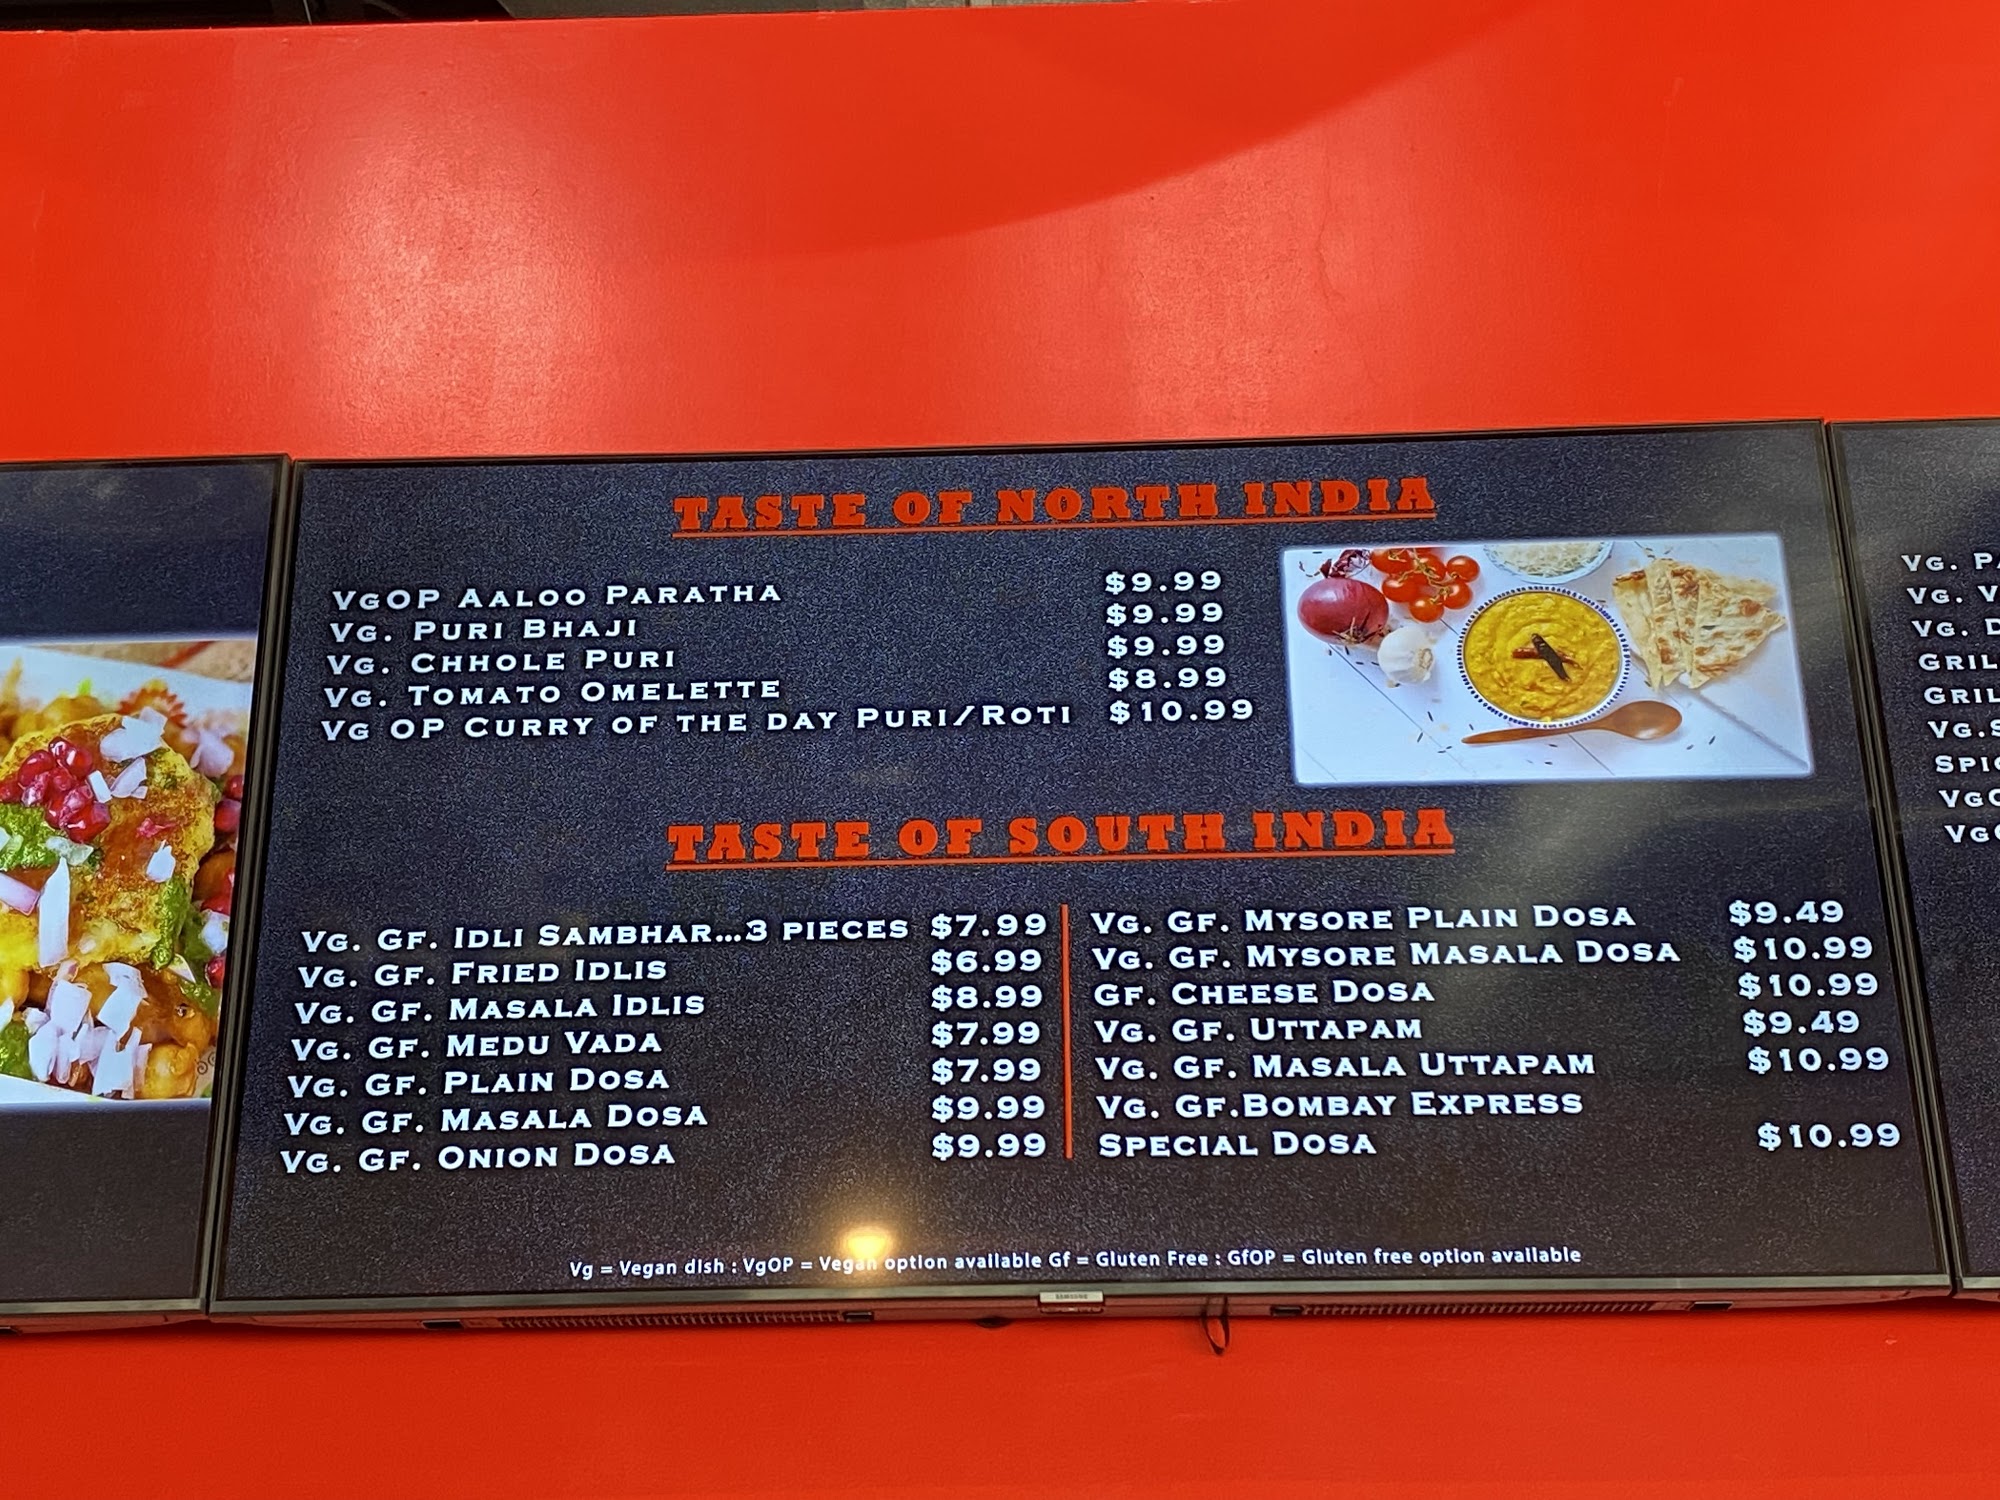 TASTE OF NORTH INDIA
VgOP Aaloo Paratha $9.99
Vg. Puri Bhaji $9.99
Vg. Chhole Puri $9.99
Vg. Tomato Omelette $8.99
Vg OP Curry of the day Puri/Roti $10.99
TASTE OF SOUTH INDIA
Vg. Gf. Idli Sambhar...3 pieces $7.99
Vg. Gf. Fried Idlis $6.99
Vg. Gf. Masala Idlis $8.99
Vg. Gf. Medu Vada $7.99
Vg. Gf. Plain Dosa $7.99
Vg. Gf. Masala Dosa $9.99
Vg. Gf. Onion Dosa $9.99
Vg. Gf. Mysore Plain Dosa $9.49
Vg. Gf. Mysore Masala Dosa $10.99
Gf. Cheese Dosa $10.99
Vg. Gf. Uttapam $9.49
Vg. Gf. Masala Uttapam $10.99
Vg. Gf.Bombay Express
Special Dosa $10.99
Vg = Vegan dish : VgOP = Vegan option available Gf = Gluten Free : GfOP = Gluten free option available
SAMSUNG
Vg.
Vg.
Vg.
Vg.